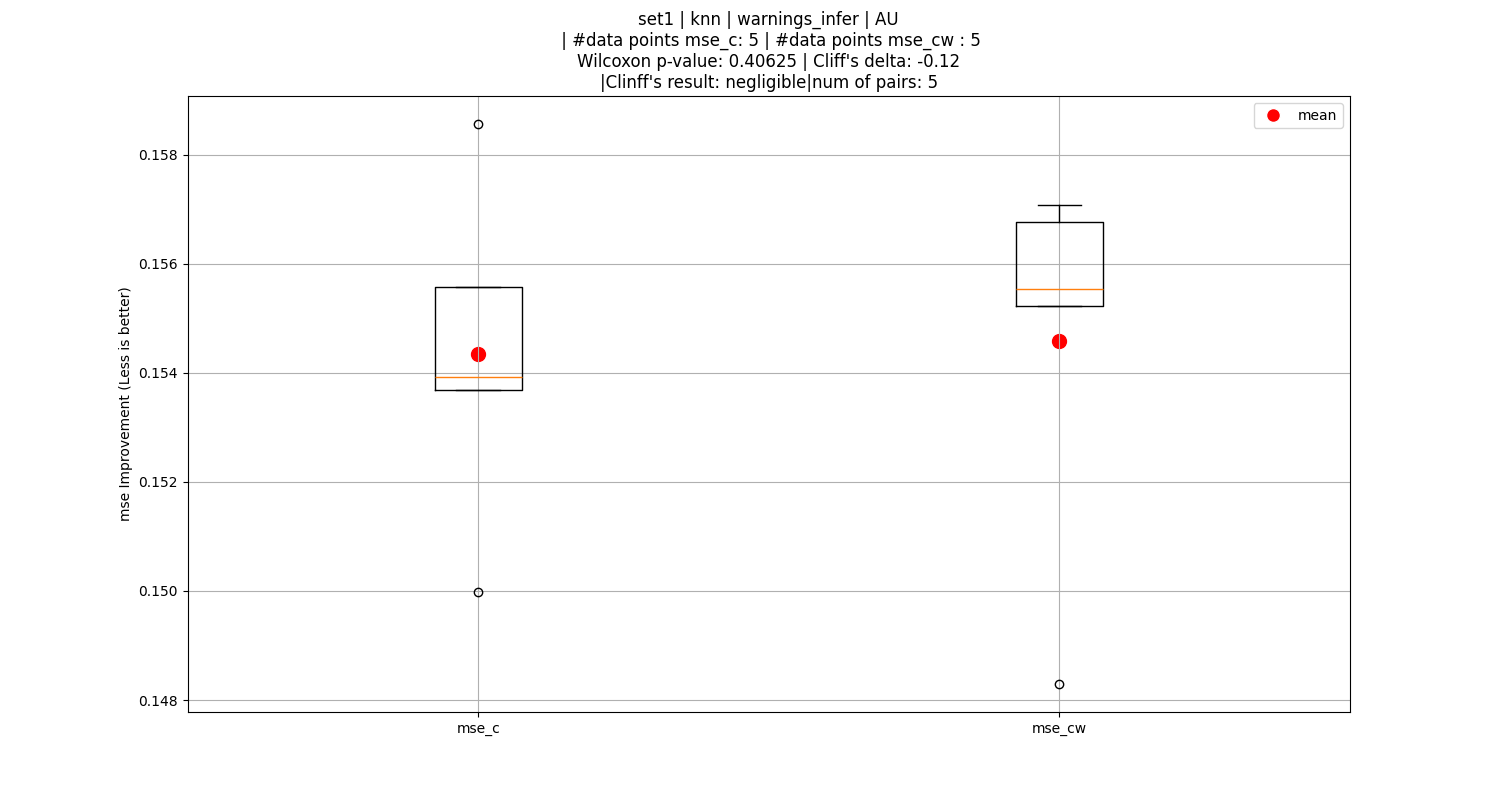 set1 | knn | warnings_infer | AU
| #data points mse_c: 5 | #data points mse_cw : 5
Wilcoxon p-value: 0.40625 | Cliff's delta: -0.12
|Clinff's result: negligible|num of pairs: 5
mean
mse Improvement (Less is better)
0.158
0.156
0.154
0.152
0.150
0.148
mse_c
mse_cw